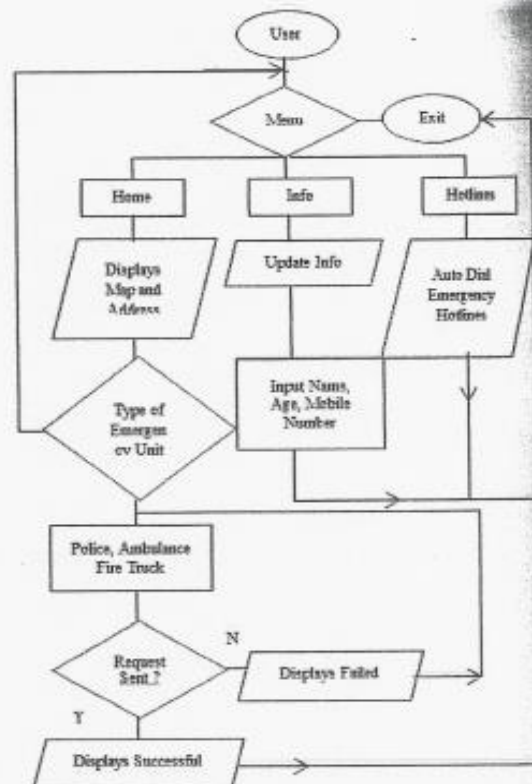 User
Menu
Exit
Home
Info
Hotlines
Displays
Map and
Address
Update Info
Auto Dial
Emergency
Hotlines
Type of
Emergen
cy Unit
Input Name,
Age, Mobile
Number
Police, Ambulance
Fire Truck
Request
Sent ?
N
Displays Failed
Y
Displays Successful